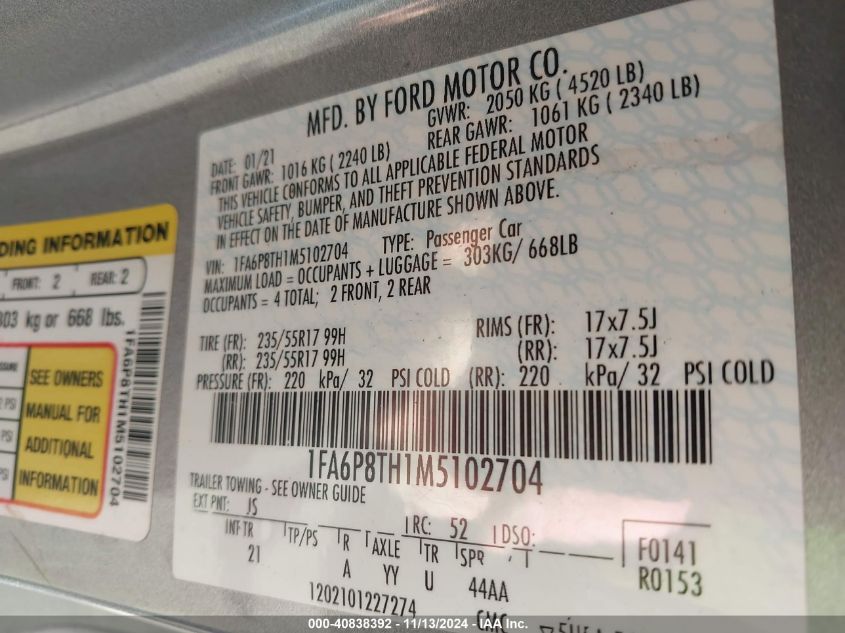 MFD. BY FORD MOTOR CO.
DATE: 01/21 GVWR: 2050 KG ( 4520 LB)
FRONT GAWR: 1016 KG ( 2240 LB) REAR GAWR: 1061 KG ( 2340 LB)
THIS VEHICLE CONFORMS TO ALL APPLICABLE FEDERAL MOTOR
VEHICLE SAFETY, BUMPER, AND THEFT PREVENTION STANDARDS
IN EFFECT ON THE DATE OF MANUFACTURE SHOWN ABOVE.
VIN: 1FA6P8TH1M5102704 TYPE: Passenger Car
MAXIMUM LOAD = OCCUPANTS + LUGGAGE = 303KG/ 668LB
OCCUPANTS = 4 TOTAL; 2 FRONT, 2 REAR
TIRE (FR): 235/55R17 99H RIMS (FR): 17x7.5J
(RR): 235/55R17 99H (RR): 17x7.5J
PRESSURE (FR): 220 kPa/ 32 PSI COLD (RR): 220 kPa/ 32 PSI COLD
1FA6P8TH1M5102704
TRAILER TOWING - SEE OWNER GUIDE
EXT PNT: JS RC: 52 DSO:
INT TR TP/PS R AXLE TR SPR T F0141
21 A YY U 44AA R0153
1202101227274
DING INFORMATION
FRONT: 2 REAR: 2
303 kg or 668 lbs.
SEE OWNERS
MANUAL FOR
ADDITIONAL
INFORMATION
PSI
PSI
1FA6P8TH1M5102704
000-40838392 - 11/13/2024 - IAA Inc.